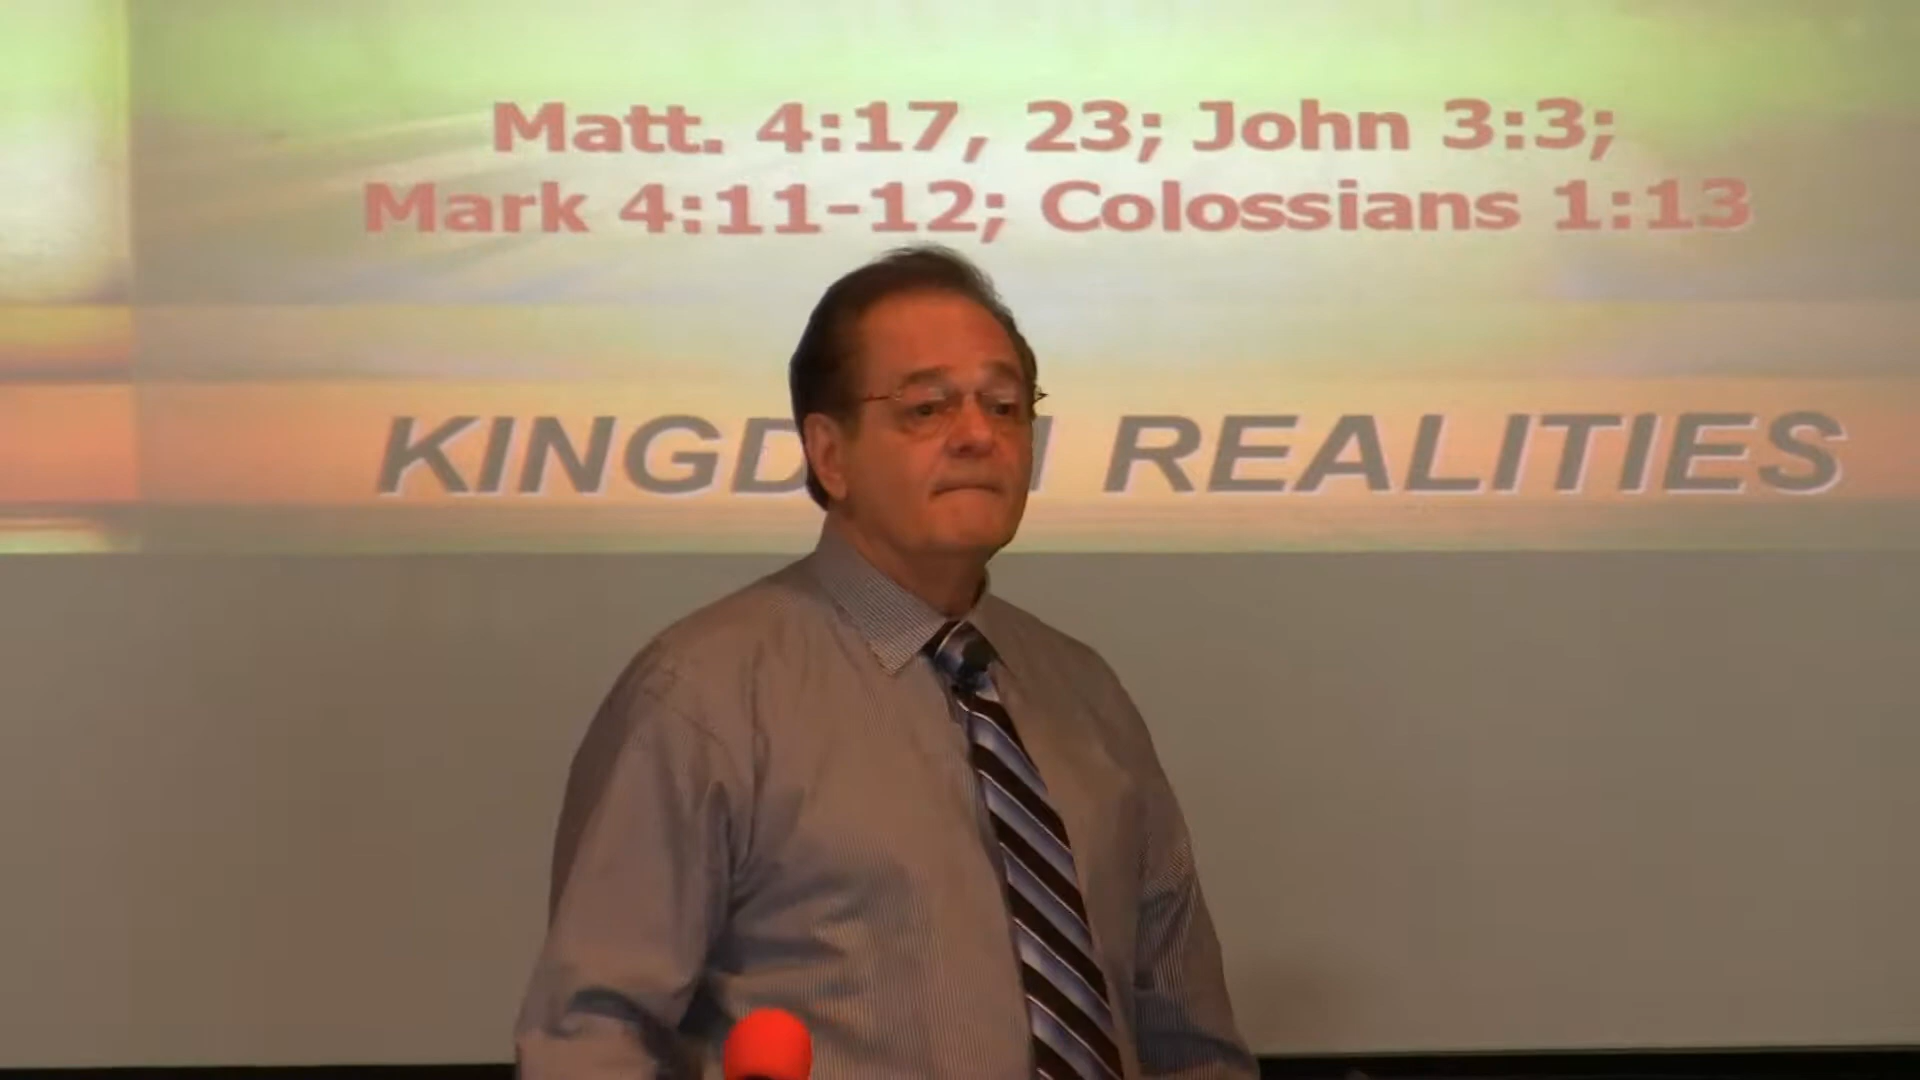 Matt. 4:17, 23; John 3:3;
Mark 4:11-12; Colossians 1:13
REALITIES